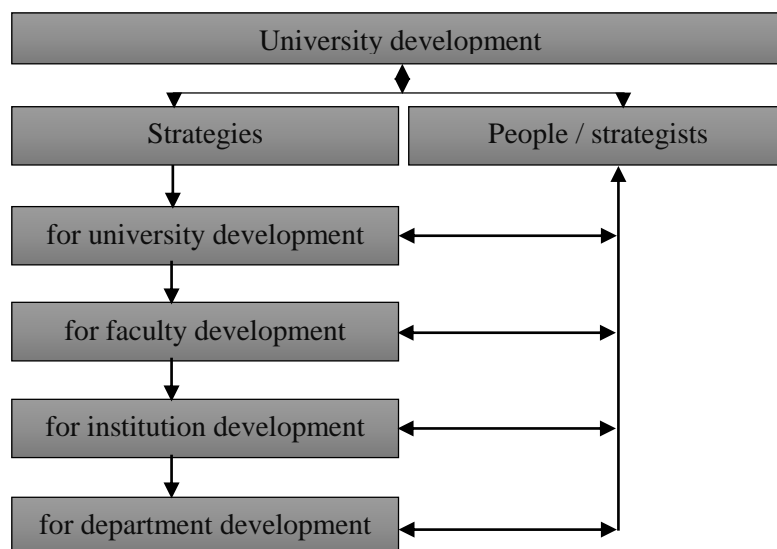 University development
Strategies
People / strategists
for university development
for faculty development
for institution development
for department development